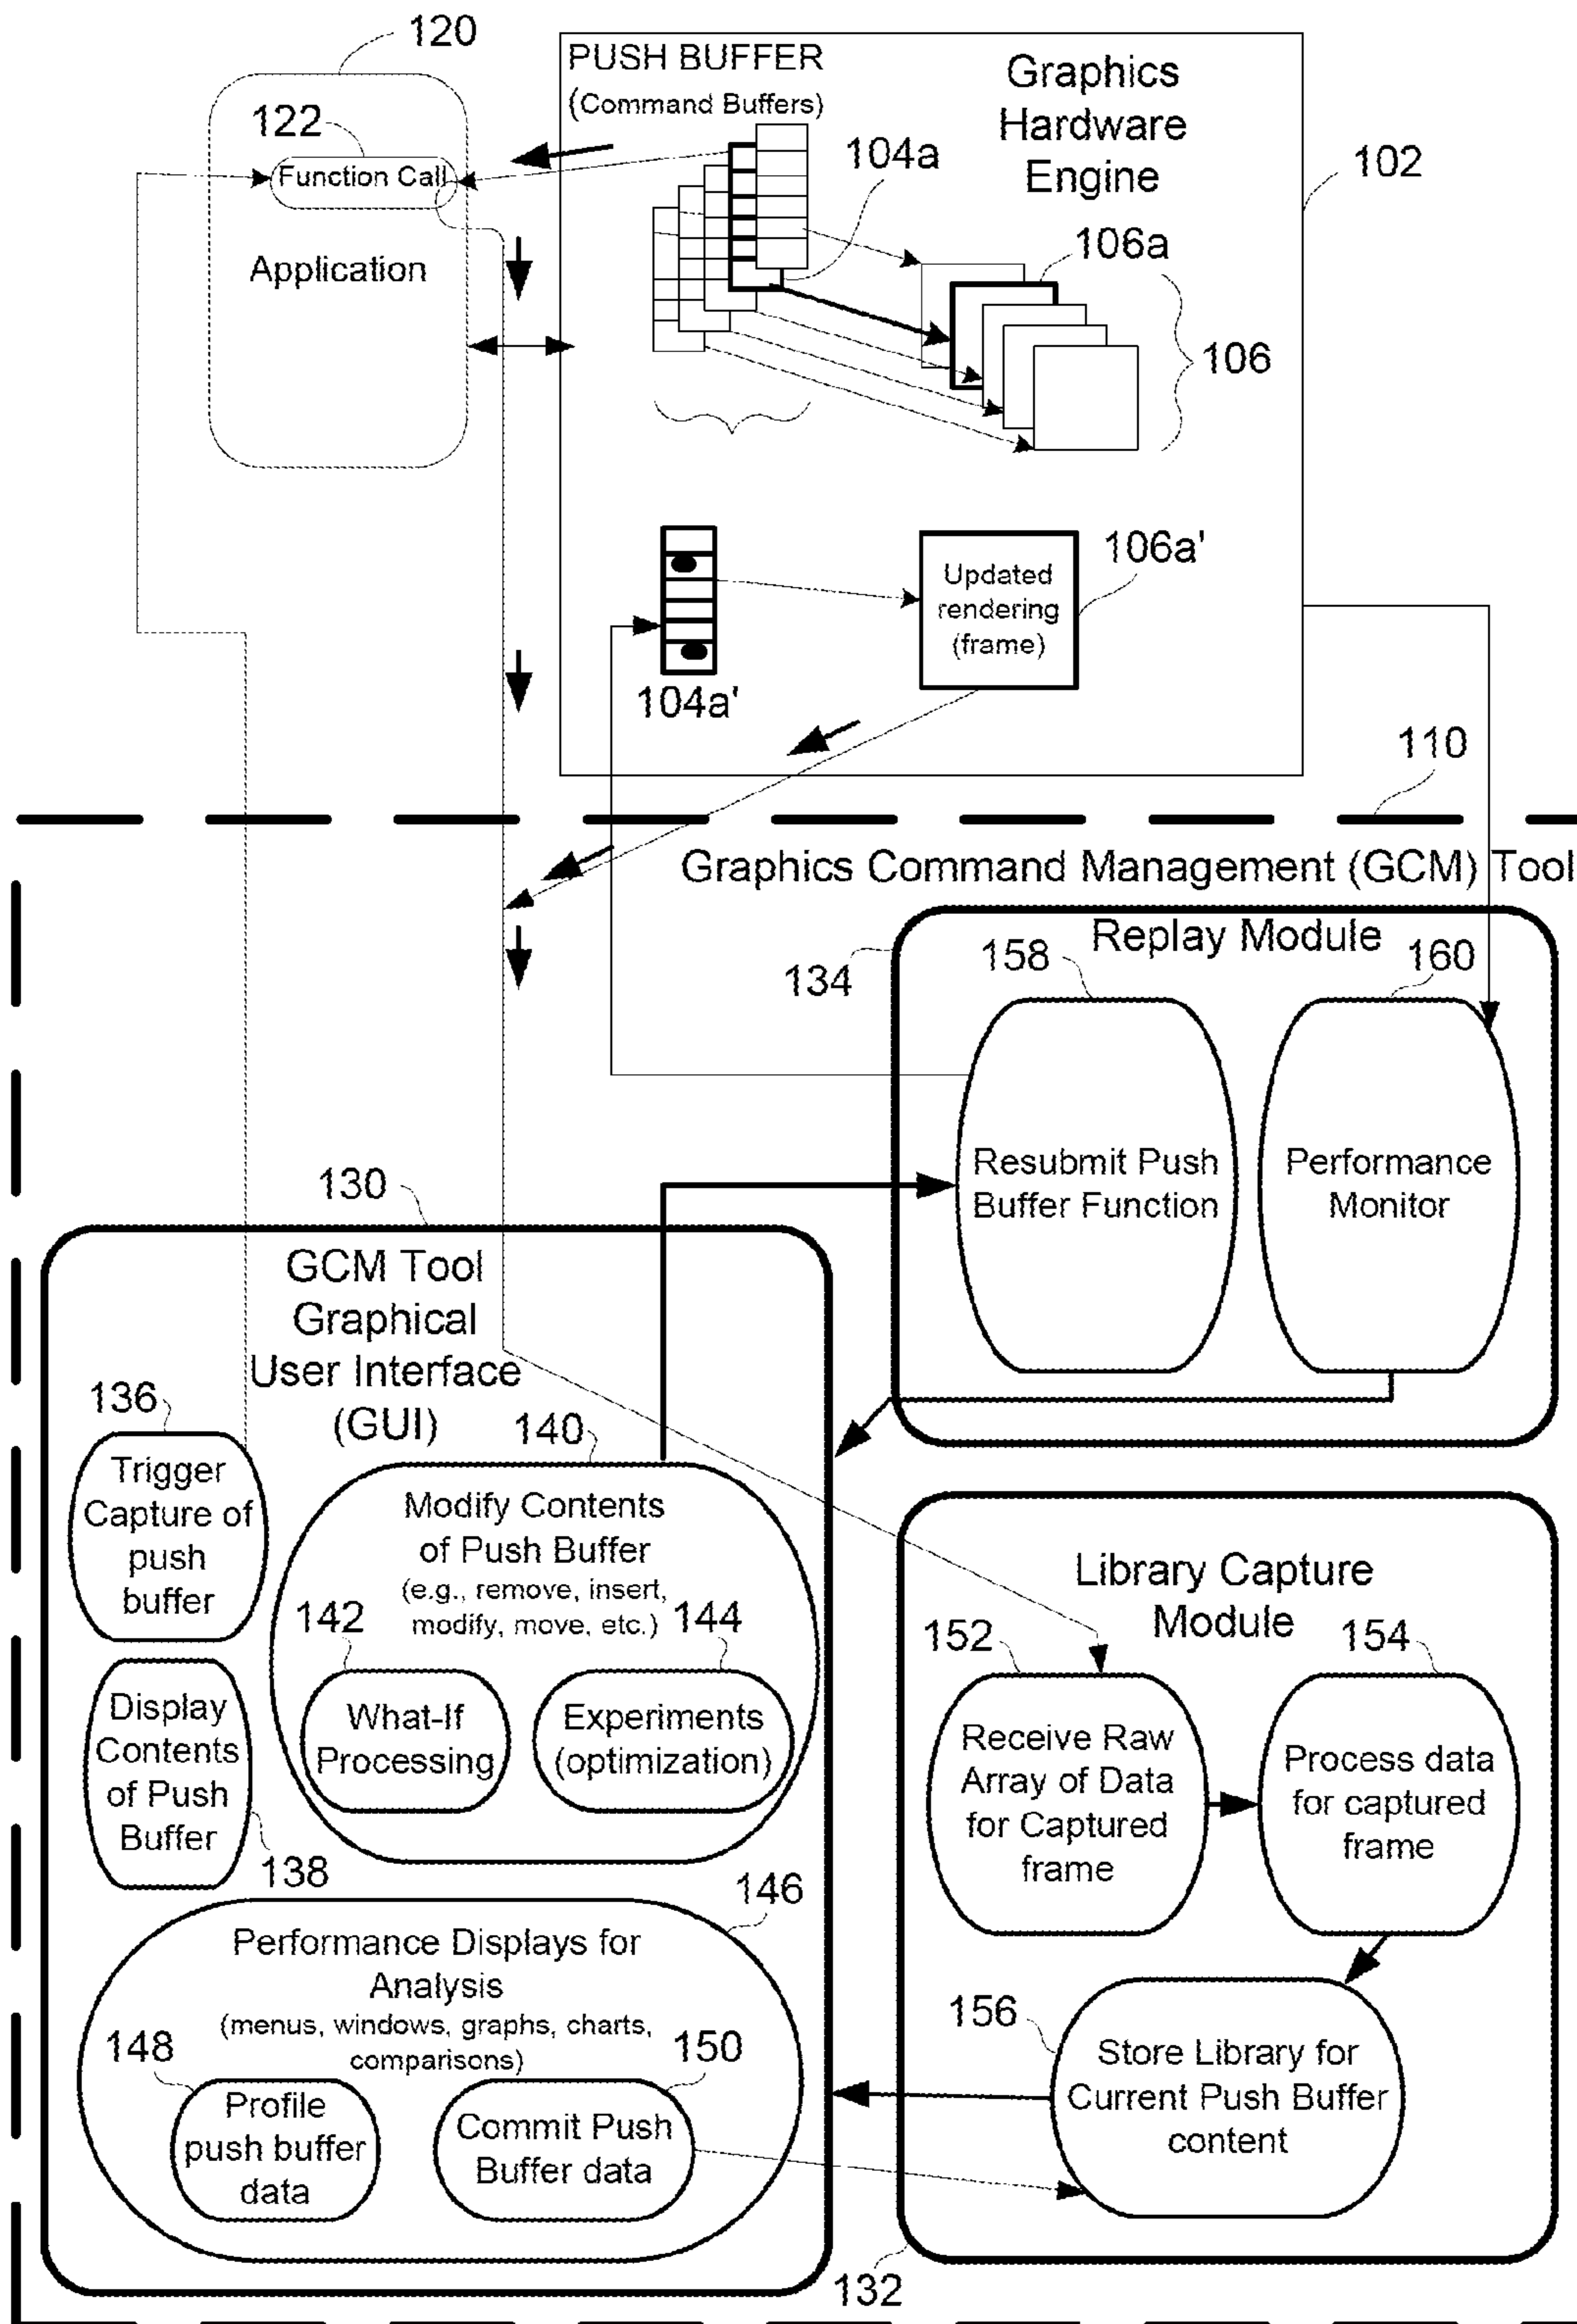 120
PUSH BUFFER
(Command Buffers)
Graphics
Hardware
Engine
122
Function Call
Application
104a
102
106a
106
104a'
Updated
rendering
(frame)
106a'
110
Graphics Command Management (GCM) Tool
Replay Module
134
158
160
Resubmit Push
Buffer Function
Performance
Monitor
130
GCM Tool
Graphical
User Interface
(GUI)
136
Trigger
Capture of
push
buffer
140
Modify Contents
of Push Buffer
(e.g., remove, insert,
modify, move, etc.)
142
144
What-If
Processing
Experiments
(optimization)
Display
Contents
of Push
Buffer
138
146
Performance Displays for
Analysis
(menus, windows, graphs, charts,
comparisons)
148
150
Profile
push buffer
data
Commit Push
Buffer data
Library Capture
Module
152
154
Receive Raw
Array of Data
for Captured
frame
Process data
for captured
frame
156
Store Library for
Current Push Buffer
content
132